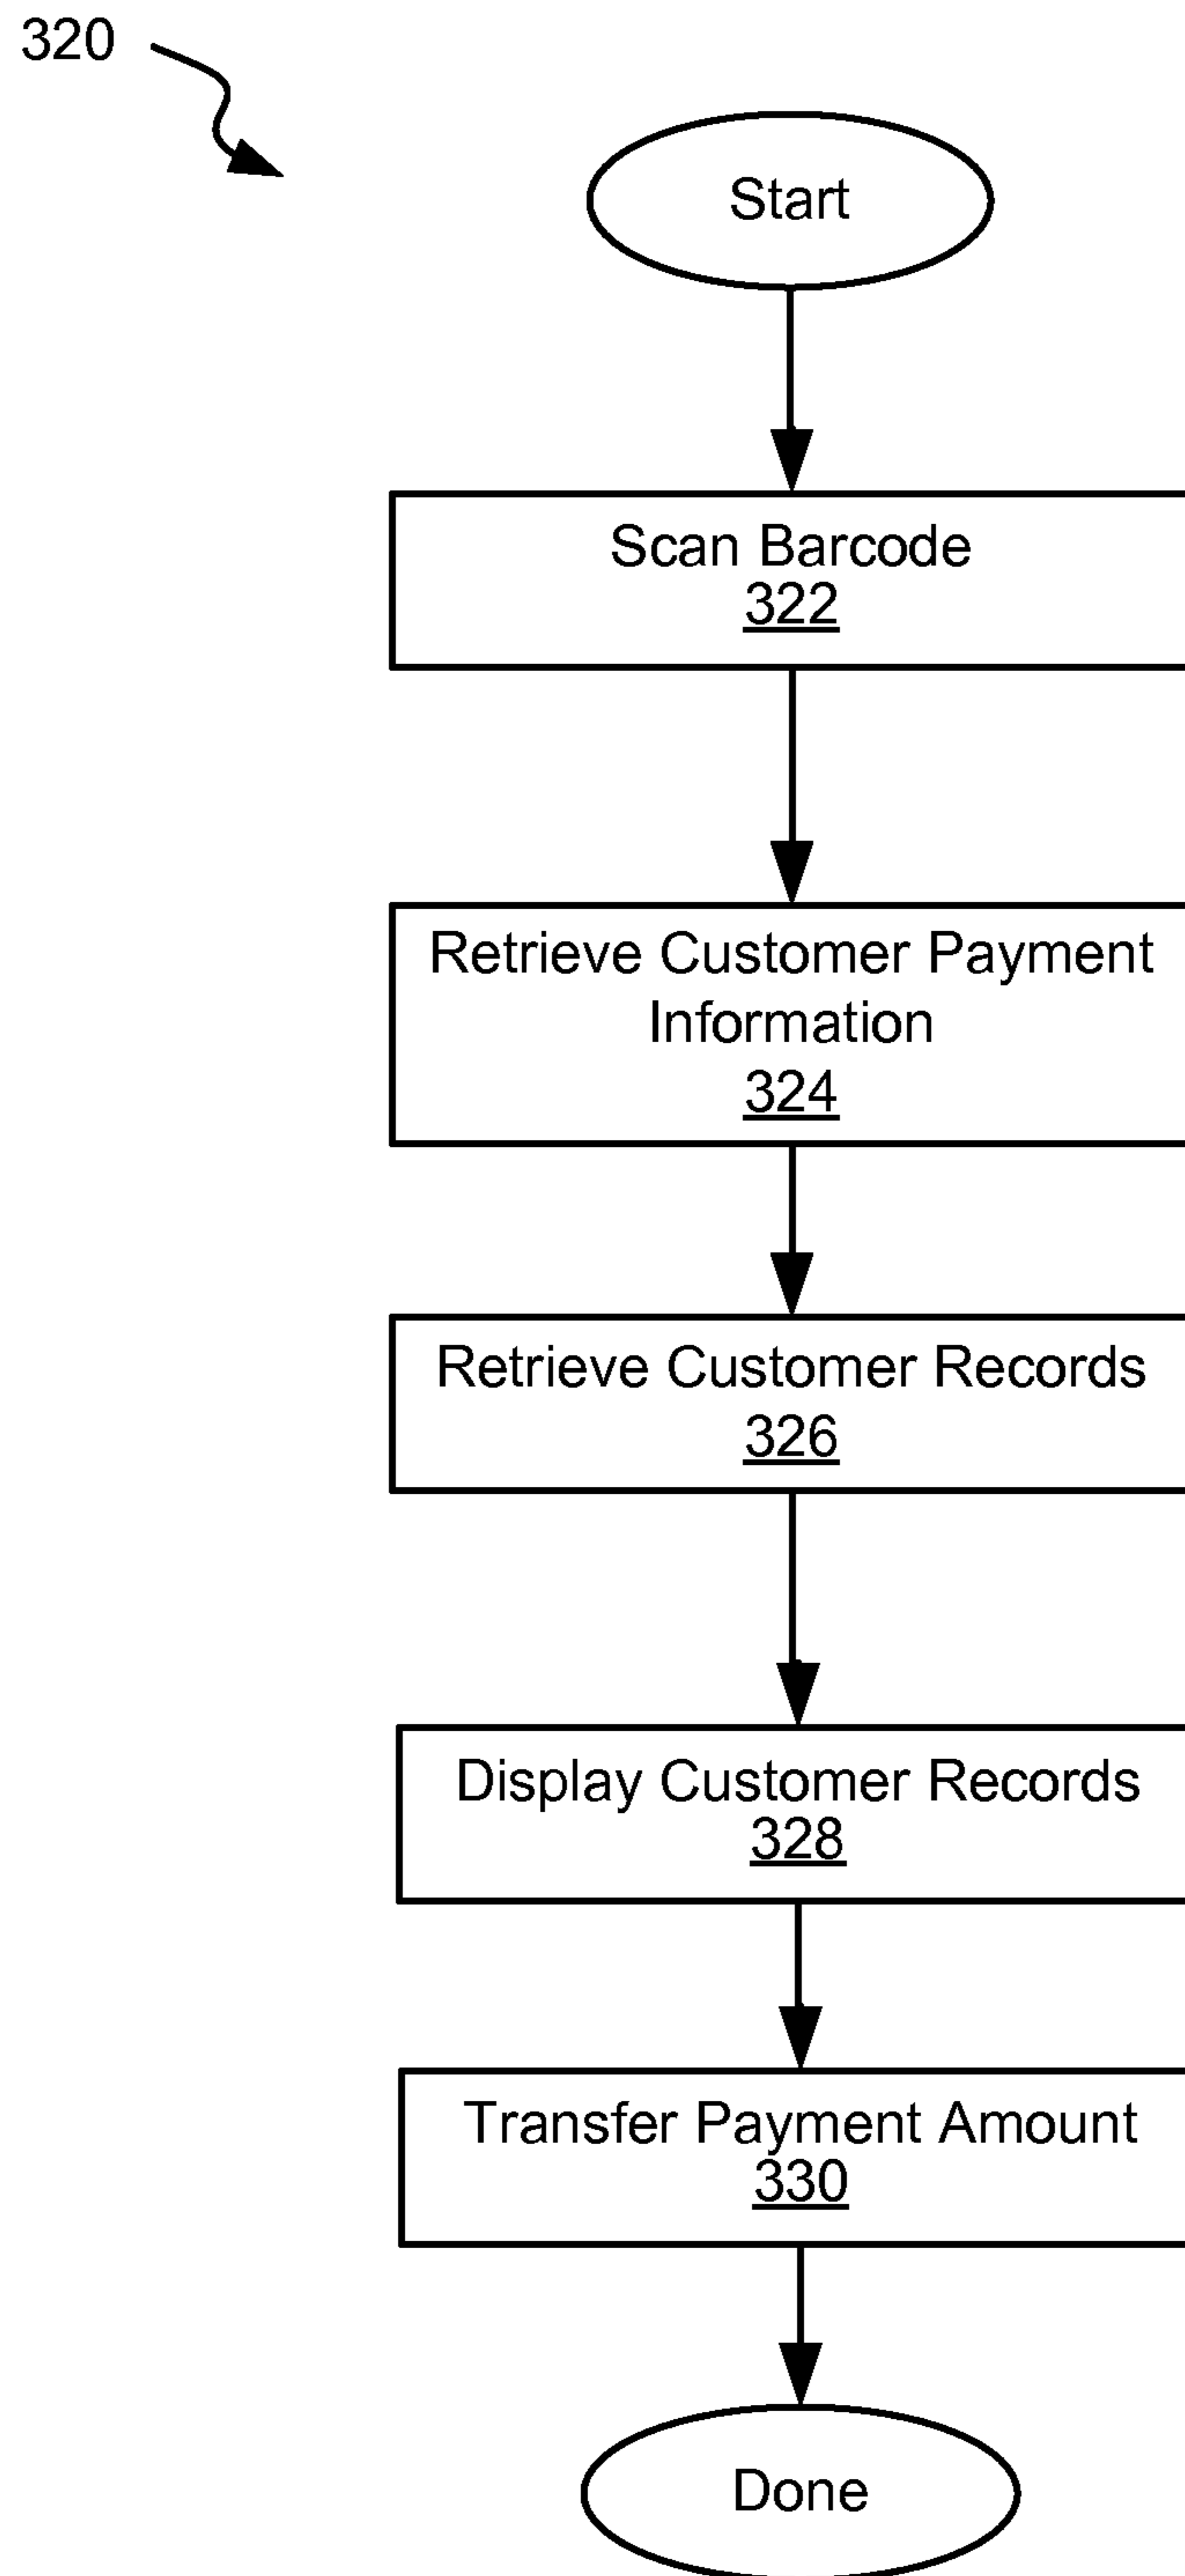 320
Start
Scan Barcode
322
Retrieve Customer Payment
Information
324
Retrieve Customer Records
326
Display Customer Records
328
Transfer Payment Amount
330
Done